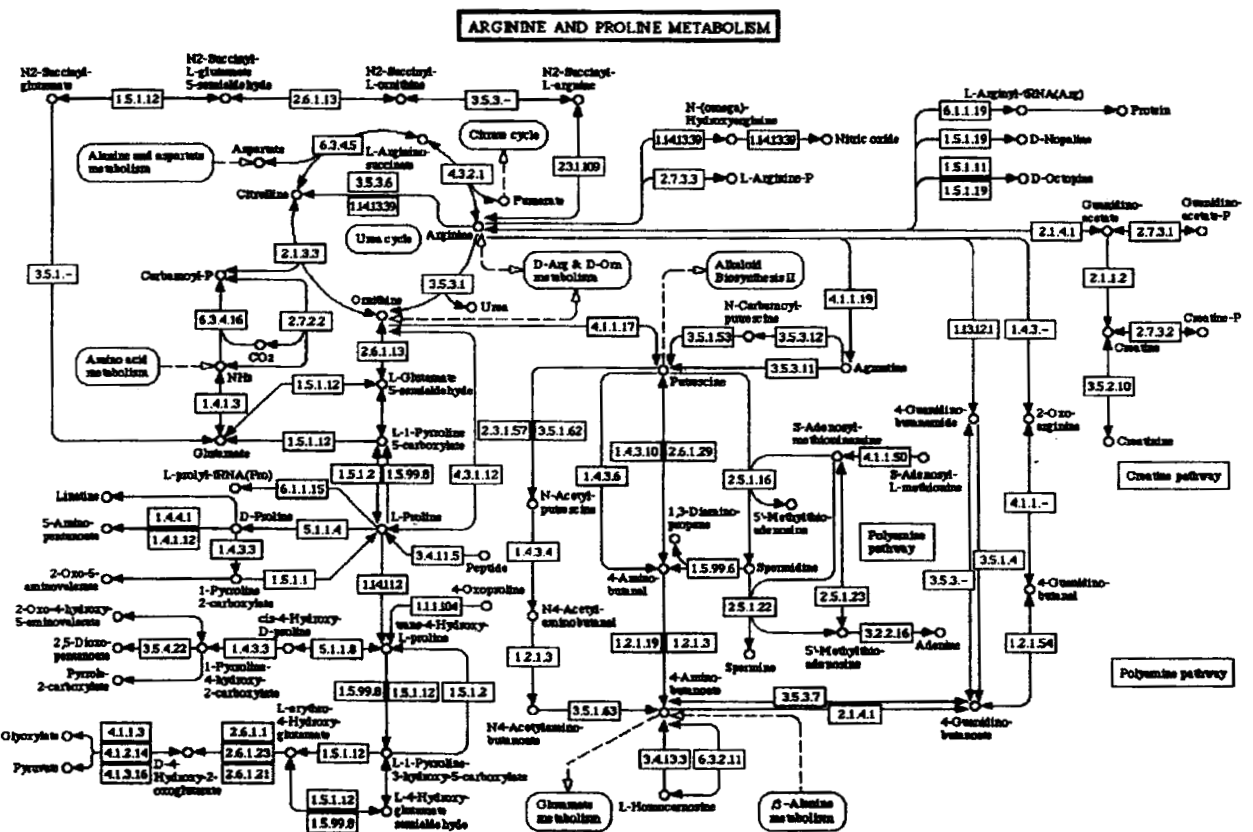 ARGININE AND PROLINE METABOLISM
N2-Succinyl-
glutamate
N2-Succinyl-
L-glutamate
5-semialdehyde
N2-Succinyl-
L-ornithine
N2-Succinyl-
L-arginine
1.5.1.12
2.6.1.13
3.5.3.-
L-Arginyl-tRNA(Arg)
6.1.1.19
Protein
N-(omega)-
Hydroxyarginine
1.14.13.39
1.14.13.39
Nitric oxide
1.5.1.19
D-Nopaline
1.5.1.11
1.5.1.19
D-Octopine
2.7.3.3
L-Arginine-P
Alanine and aspartate
metabolism
Aspartate
6.3.4.5
L-Arginino-
succinate
Citrate cycle
4.3.2.1
2.3.1.109
Fumarate
Citrulline
3.5.3.6
1.14.13.39
Urea cycle
Arginine
Guanidino-
acetate
Guanidino-
acetate-P
2.1.4.1
2.7.3.1
3.5.1.-
2.1.3.3
Carbamoyl-P
3.5.3.1
Urea
Ornithine
D-Arg & D-Orn
metabolism
Alkaloid
Biosynthesis II
4.1.1.19
2.1.1.2
6.3.4.16
2.7.2.2
CO2
4.1.1.17
N-Carbamoyl-
putrescine
3.5.1.53
3.5.3.12
1.13.12.1
1.4.3.-
Creatine-P
2.7.3.2
Creatine
Amino acid
metabolism
NH3
2.6.1.13
3.5.3.11
Agmatine
Putrescine
1.5.1.12
L-Glutamate
5-semialdehyde
3.5.2.10
1.4.1.3
4-Guanidino-
butanamide
2-Oxo-
arginine
Glutamate
1.5.1.12
L-1-Pyrroline
5-carboxylate
2.3.1.57
3.5.1.62
1.4.3.10
2.6.1.29
S-Adenosyl-
methioninamine
4.1.1.50
S-Adenosyl-
L-methionine
Creatinine
L-prolyl-tRNA(Pro)
6.1.1.15
1.5.1.2
1.5.99.8
4.3.1.12
1.4.3.6
2.5.1.16
Creatine pathway
Linatine
D-Proline
L-Proline
N-Acetyl-
putrescine
1,3-Diamino-
propane
5'-Methylthio-
adenosine
4.1.1.-
5-Amino-
pentanoate
1.4.4.1
1.4.1.12
5.1.1.4
Polyamine
pathway
1.4.3.3
3.4.11.5
Peptide
1.4.3.4
3.5.1.4
2-Oxo-5-
aminovalerate
1-Pyrroline
2-carboxylate
1.5.1.1
1.14.11.2
4-Amino-
butanal
1.5.99.6
Spermidine
3.5.3.-
4-Guanidino-
butanal
4-Oxoproline
1.1.1.104
2.5.1.22
2.5.1.23
2-Oxo-4-hydroxy-
5-aminovalerate
cis-4-Hydroxy-
D-proline
trans-4-Hydroxy-
L-proline
N4-Acetyl-
aminobutanal
2,5-Dioxo-
pentanoate
3.5.4.22
1.4.3.3
5.1.1.8
1.2.1.19
1.2.1.3
5'-Methylthio-
adenosine
3.2.2.16
Adenine
1.2.1.54
Pyrrole-
2-carboxylate
1-Pyrroline-
4-hydroxy-
2-carboxylate
1.2.1.3
Spermine
1.5.99.8
1.5.1.12
1.5.1.2
4-Amino-
butanoate
3.5.3.7
2.1.4.1
Polyamine pathway
3.5.1.63
N4-Acetylamino-
butanoate
4-Guanidino-
butanoate
Glyoxylate
4.1.1.3
4.1.2.14
4.1.3.16
Pyruvate
D-4-
Hydroxy-2-
oxoglutarate
2.6.1.1
2.6.1.23
2.6.1.21
L-erythro-
4-Hydroxy-
glutamate
1.5.1.12
L-1-Pyrroline-
3-hydroxy-5-carboxylate
3.4.13.3
6.3.2.11
1.5.1.12
1.5.99.8
L-4-Hydroxy-
glutamate
semialdehyde
Glutamate
metabolism
L-Homocarnosine
β-Alanine
metabolism